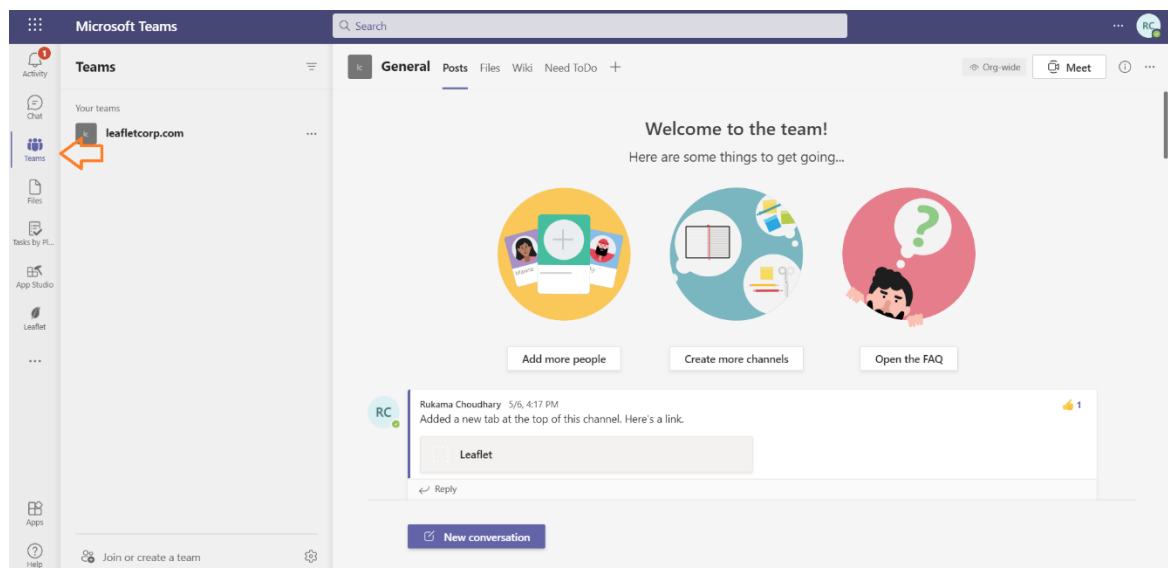 Microsoft Teams
Search
RC
1
Activity
Chat
Teams
Files
Tasks by Pl...
App Studio
Leaflet
Apps
Help
Teams
Your teams
lc leafletcorp.com
Join or create a team
lc General Posts Files Wiki Need ToDo
Org-wide Meet
Welcome to the team!
Here are some things to get going...
Add more people
Create more channels
Open the FAQ
RC
Rukama Choudhary 5/6, 4:17 PM
1
Added a new tab at the top of this channel. Here's a link.
Leaflet
Reply
New conversation